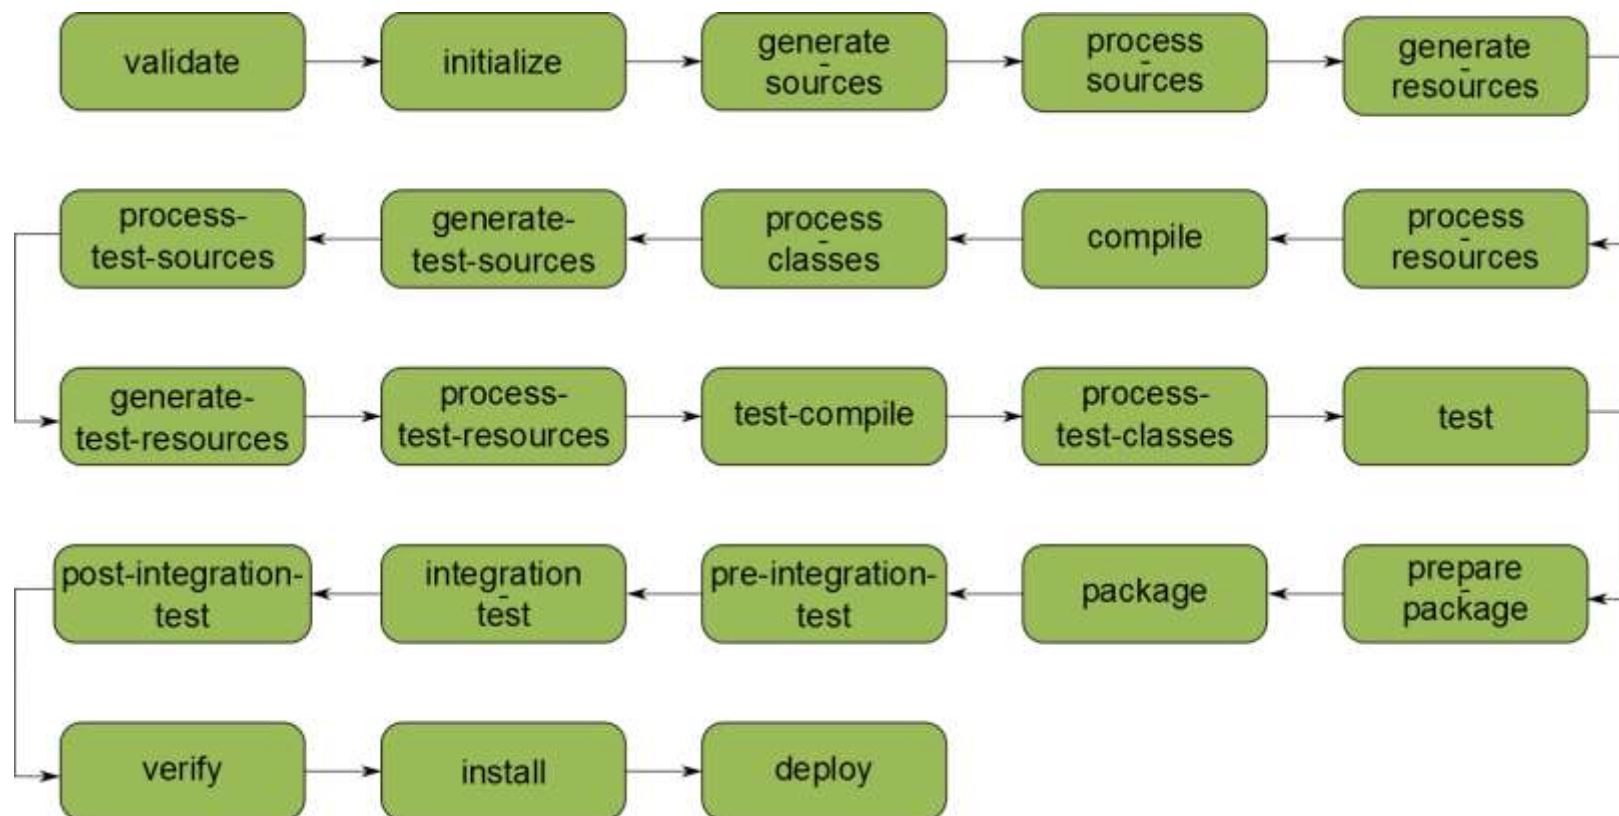 validate
initialize
generate
-
sources
process
-
sources
generate
-
resources
process-
test-sources
generate-
test-sources
process
-
classes
compile
process
-
resources
generate-
test-resources
process-
test-resources
test-compile
process-
test-classes
test
post-integration-
test
integration
-
test
pre-integration-
test
package
prepare
-
package
verify
install
deploy